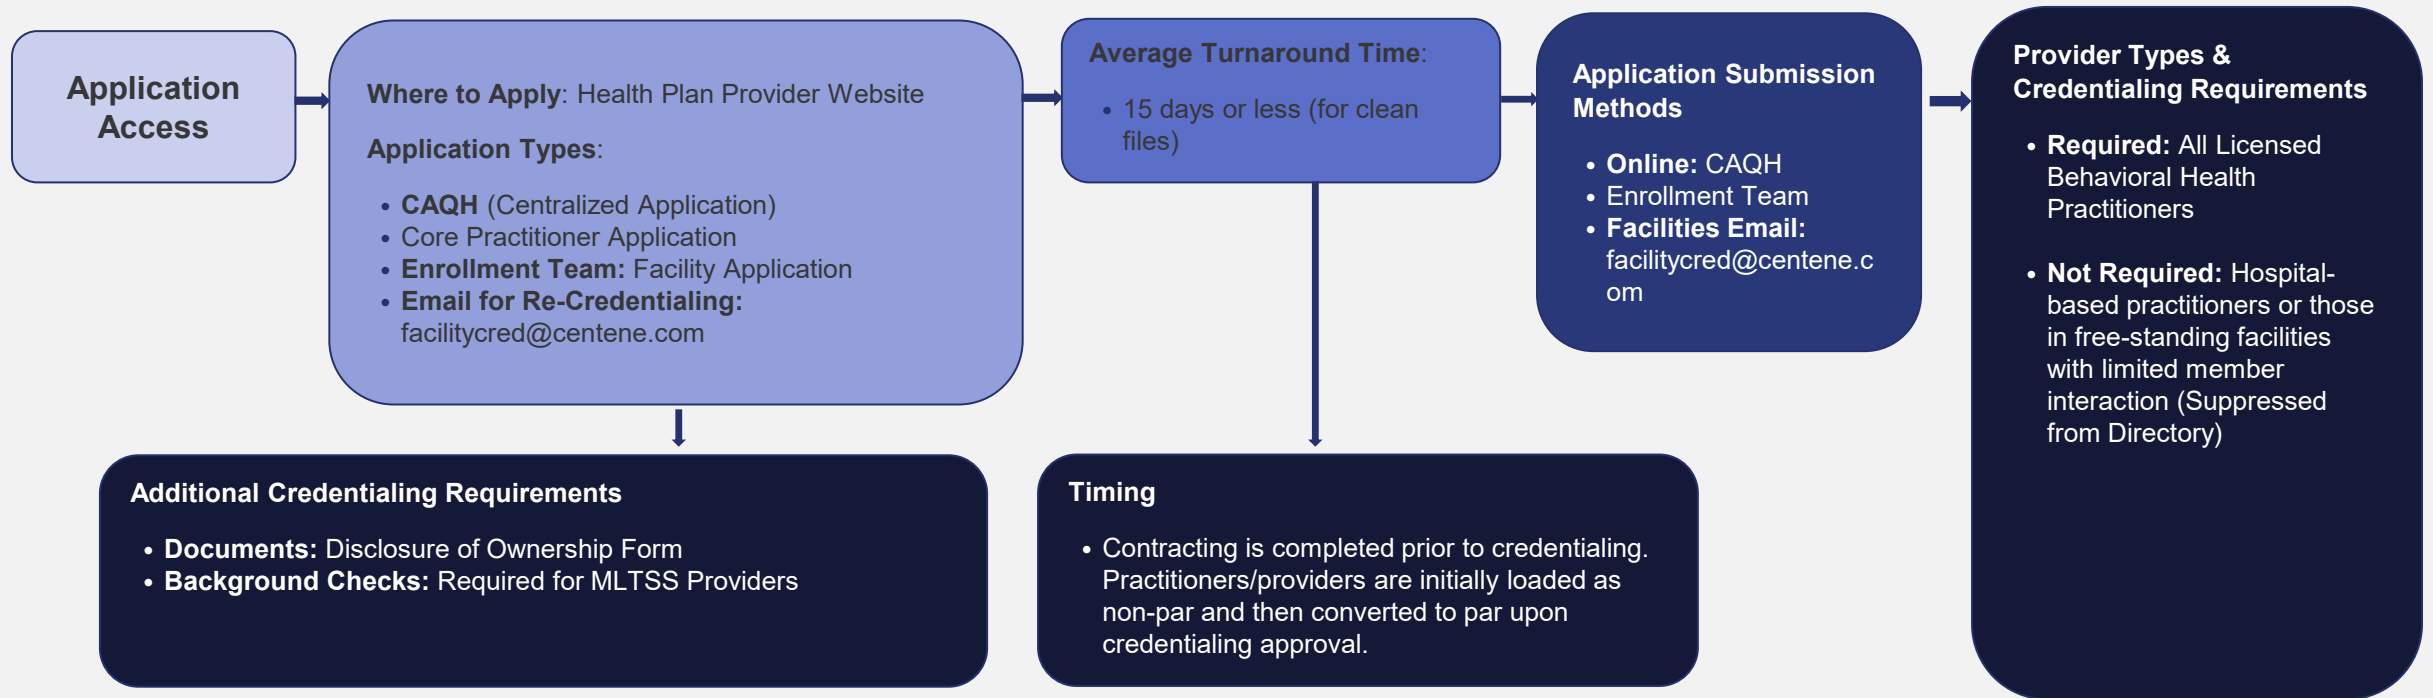 Application
Access
Where to Apply: Health Plan Provider Website
Application Types:
• CAQH (Centralized Application)
• Core Practitioner Application
• Enrollment Team: Facility Application
• Email for Re-Credentialing:
facilitycred@centene.com
Average Turnaround Time:
• 15 days or less (for clean
files)
Application Submission
Methods
• Online: CAQH
• Enrollment Team
• Facilities Email:
facilitycred@centene.c
om
Provider Types &
Credentialing Requirements
• Required: All Licensed
Behavioral Health
Practitioners
• Not Required: Hospital-
based practitioners or those
in free-standing facilities
with limited member
interaction (Suppressed
from Directory)
Additional Credentialing Requirements
• Documents: Disclosure of Ownership Form
• Background Checks: Required for MLTSS Providers
Timing
• Contracting is completed prior to credentialing.
Practitioners/providers are initially loaded as
non-par and then converted to par upon
credentialing approval.